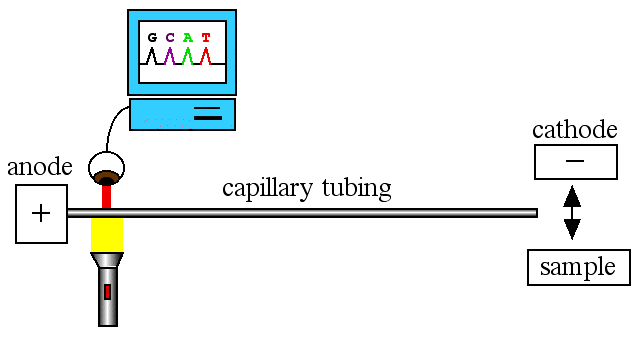 G C A T
cathode
−
anode
+
capillary tubing
sample